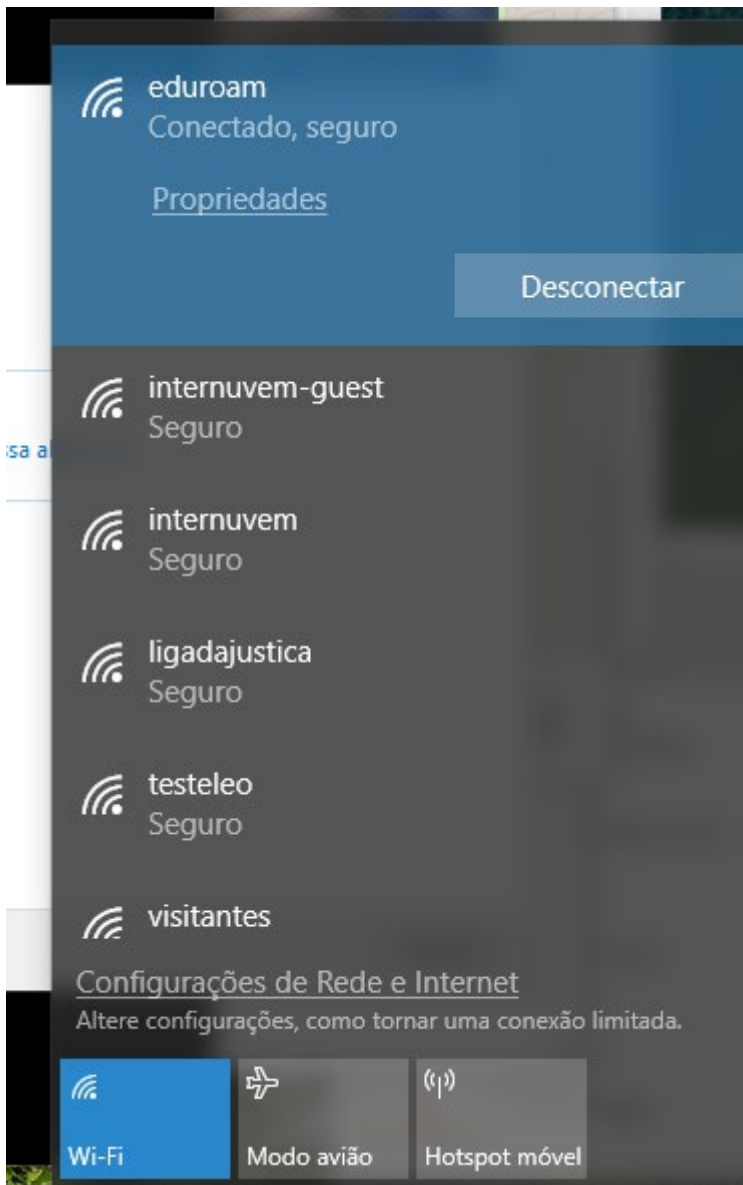 eduroam
Conectado, seguro
Propriedades
Desconectar
internuvem-guest
Seguro
ssa
internuvem
Seguro
ligadajustica
Seguro
testeleo
Seguro
visitantes
Configurações de Rede e Internet
Altere configurações, como tornar uma conexão limitada.
Wi-Fi
Modo avião
Hotspot móvel